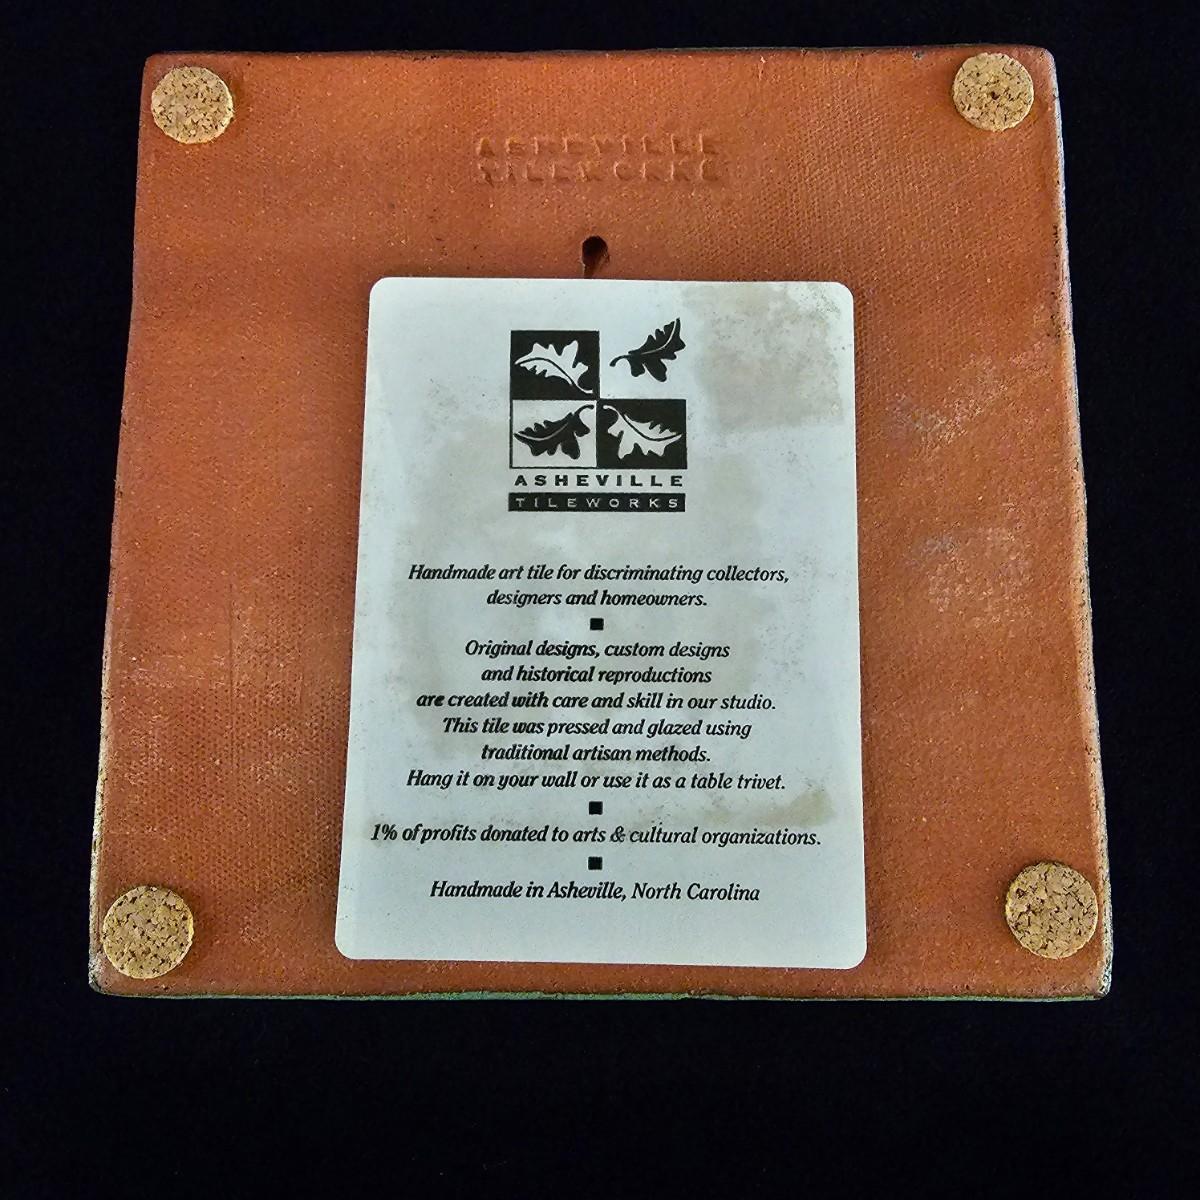 ASHEVILLE
TILEWORKS
ASHEVILLE
TILEWORKS
Handmade art tile for discriminating collectors,
designers and homeowners.
Original designs, custom designs
and historical reproductions
are created with care and skill in our studio.
This tile was pressed and glazed using
traditional artisan methods.
Hang it on your wall or use it as a table trivet.
1% of profits donated to arts & cultural organizations.
Handmade in Asheville, North Carolina